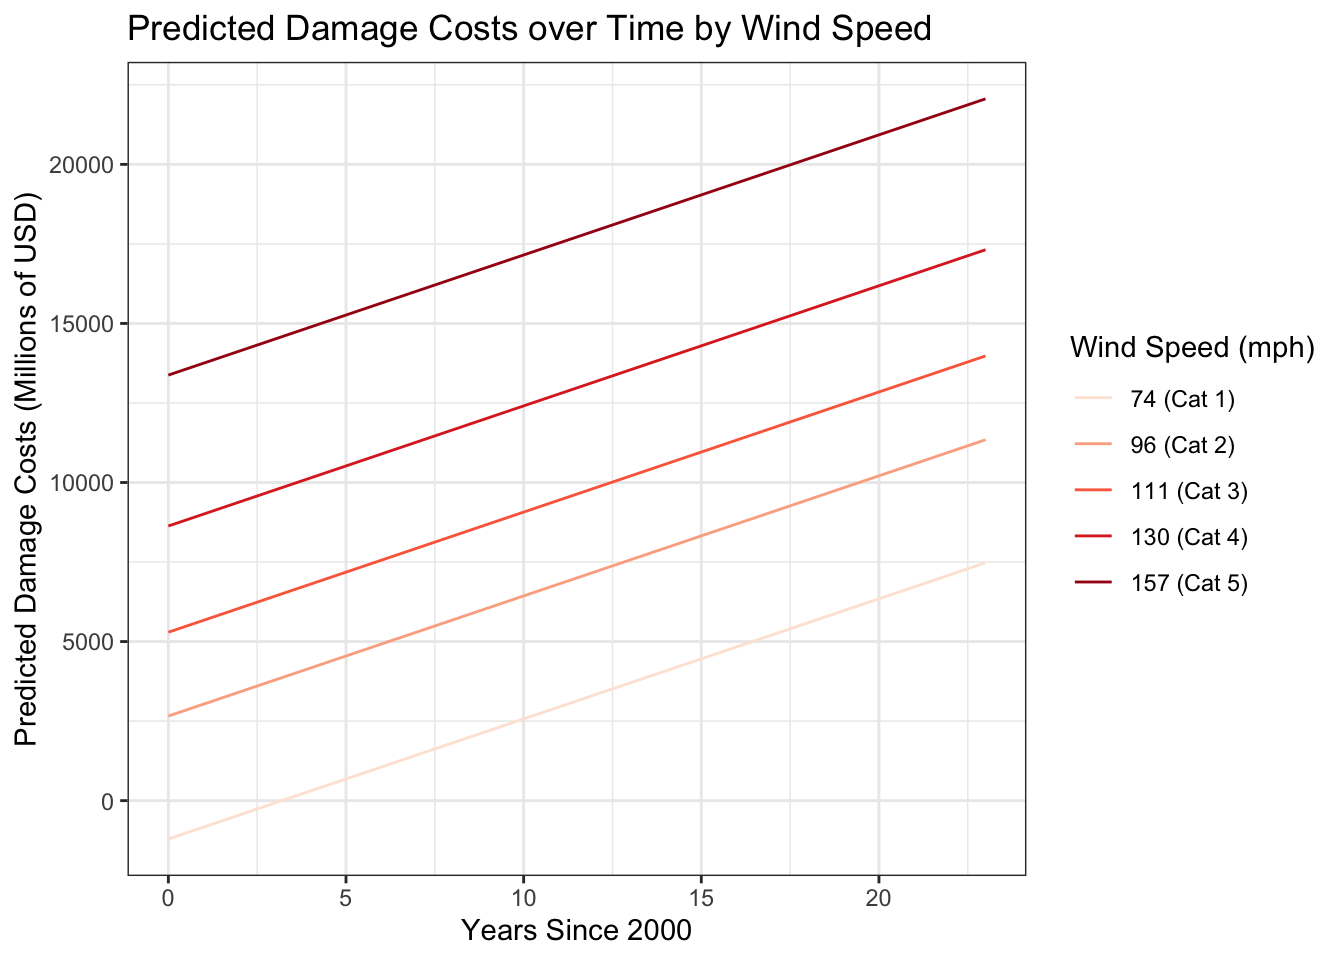 Predicted Damage Costs over Time by Wind Speed
Predicted Damage Costs (Millions of USD)
20000
15000
10000
5000
0
0 5 10 15 20
Years Since 2000
Wind Speed (mph)
74 (Cat 1)
96 (Cat 2)
111 (Cat 3)
130 (Cat 4)
157 (Cat 5)